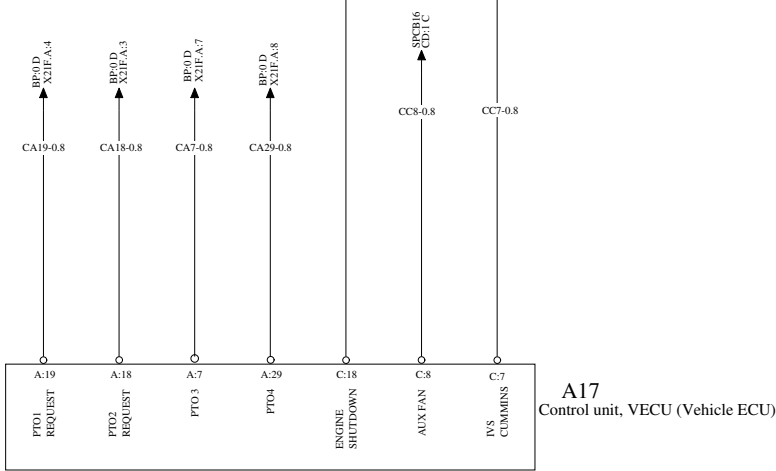 BP:0 D
X21F.A:4
BP:0 D
X21F.A:3
BP:0 D
X21F.A:7
BP:0 D
X21F.A:8
SPCB16
CD:1 C
CC8-0.8
CC7-0.8
CA19-0.8
CA18-0.8
CA7-0.8
CA29-0.8
A:19
A:18
A:7
A:29
C:18
C:8
C:7
PTO1
REQUEST
PTO2
REQUEST
PTO 3
PTO4
ENGINE
SHUTDOWN
AUX FAN
IVS
CUMMINS
A17
Control unit, VECU (Vehicle ECU)